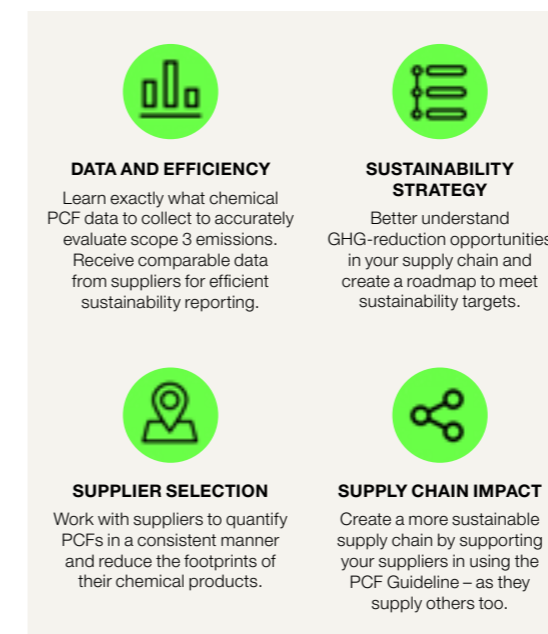 DATA AND EFFICIENCY
Learn exactly what chemical
PCF data to collect to accurately
evaluate scope 3 emissions.
Receive comparable data
from suppliers for efficient
sustainability reporting.
SUSTAINABILITY
STRATEGY
Better understand
GHG-reduction opportunities
in your supply chain and
create a roadmap to meet
sustainability targets.
SUPPLIER SELECTION
Work with suppliers to quantify
PCFs in a consistent manner
and reduce the footprints of
their chemical products.
SUPPLY CHAIN IMPACT
Create a more sustainable
supply chain by supporting
your suppliers in using the
PCF Guideline – as they
supply others too.